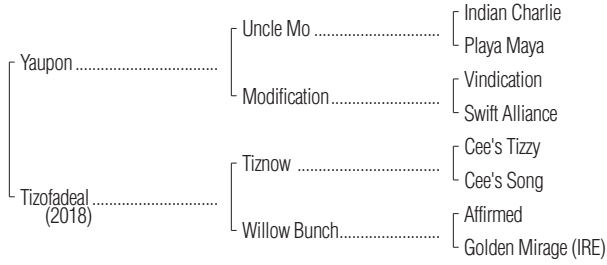 Indian Charlie
Uncle Mo
Playa Maya
Yaupon
Vindication
Modification
Swift Alliance
Cee's Tizzy
Tiznow
Cee's Song
Tizofadeal
(2018)
Affirmed
Willow Bunch
Golden Mirage (IRE)